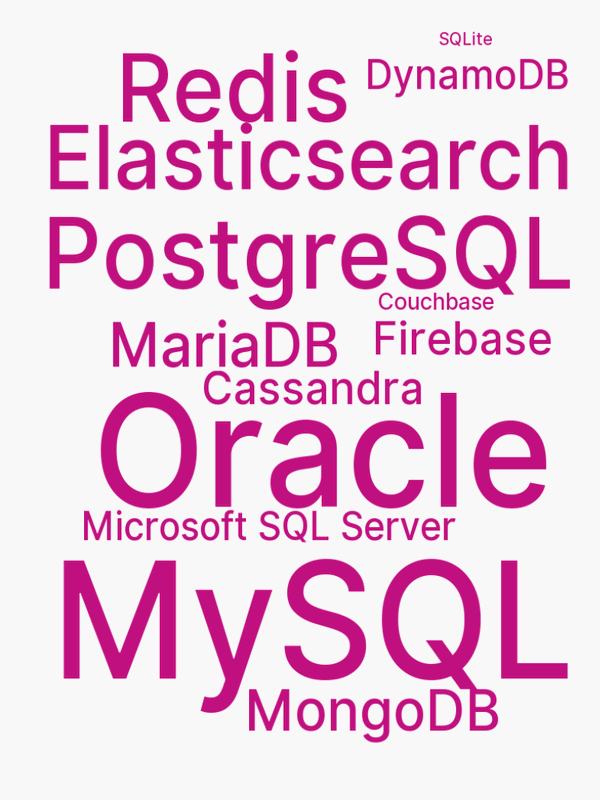 SQLite
Redis DynamoDB
Elasticsearch
PostgreSQL
Couchbase
MariaDB Firebase
Cassandra
Oracle
Microsoft SQL Server
MySQL
MongoDB